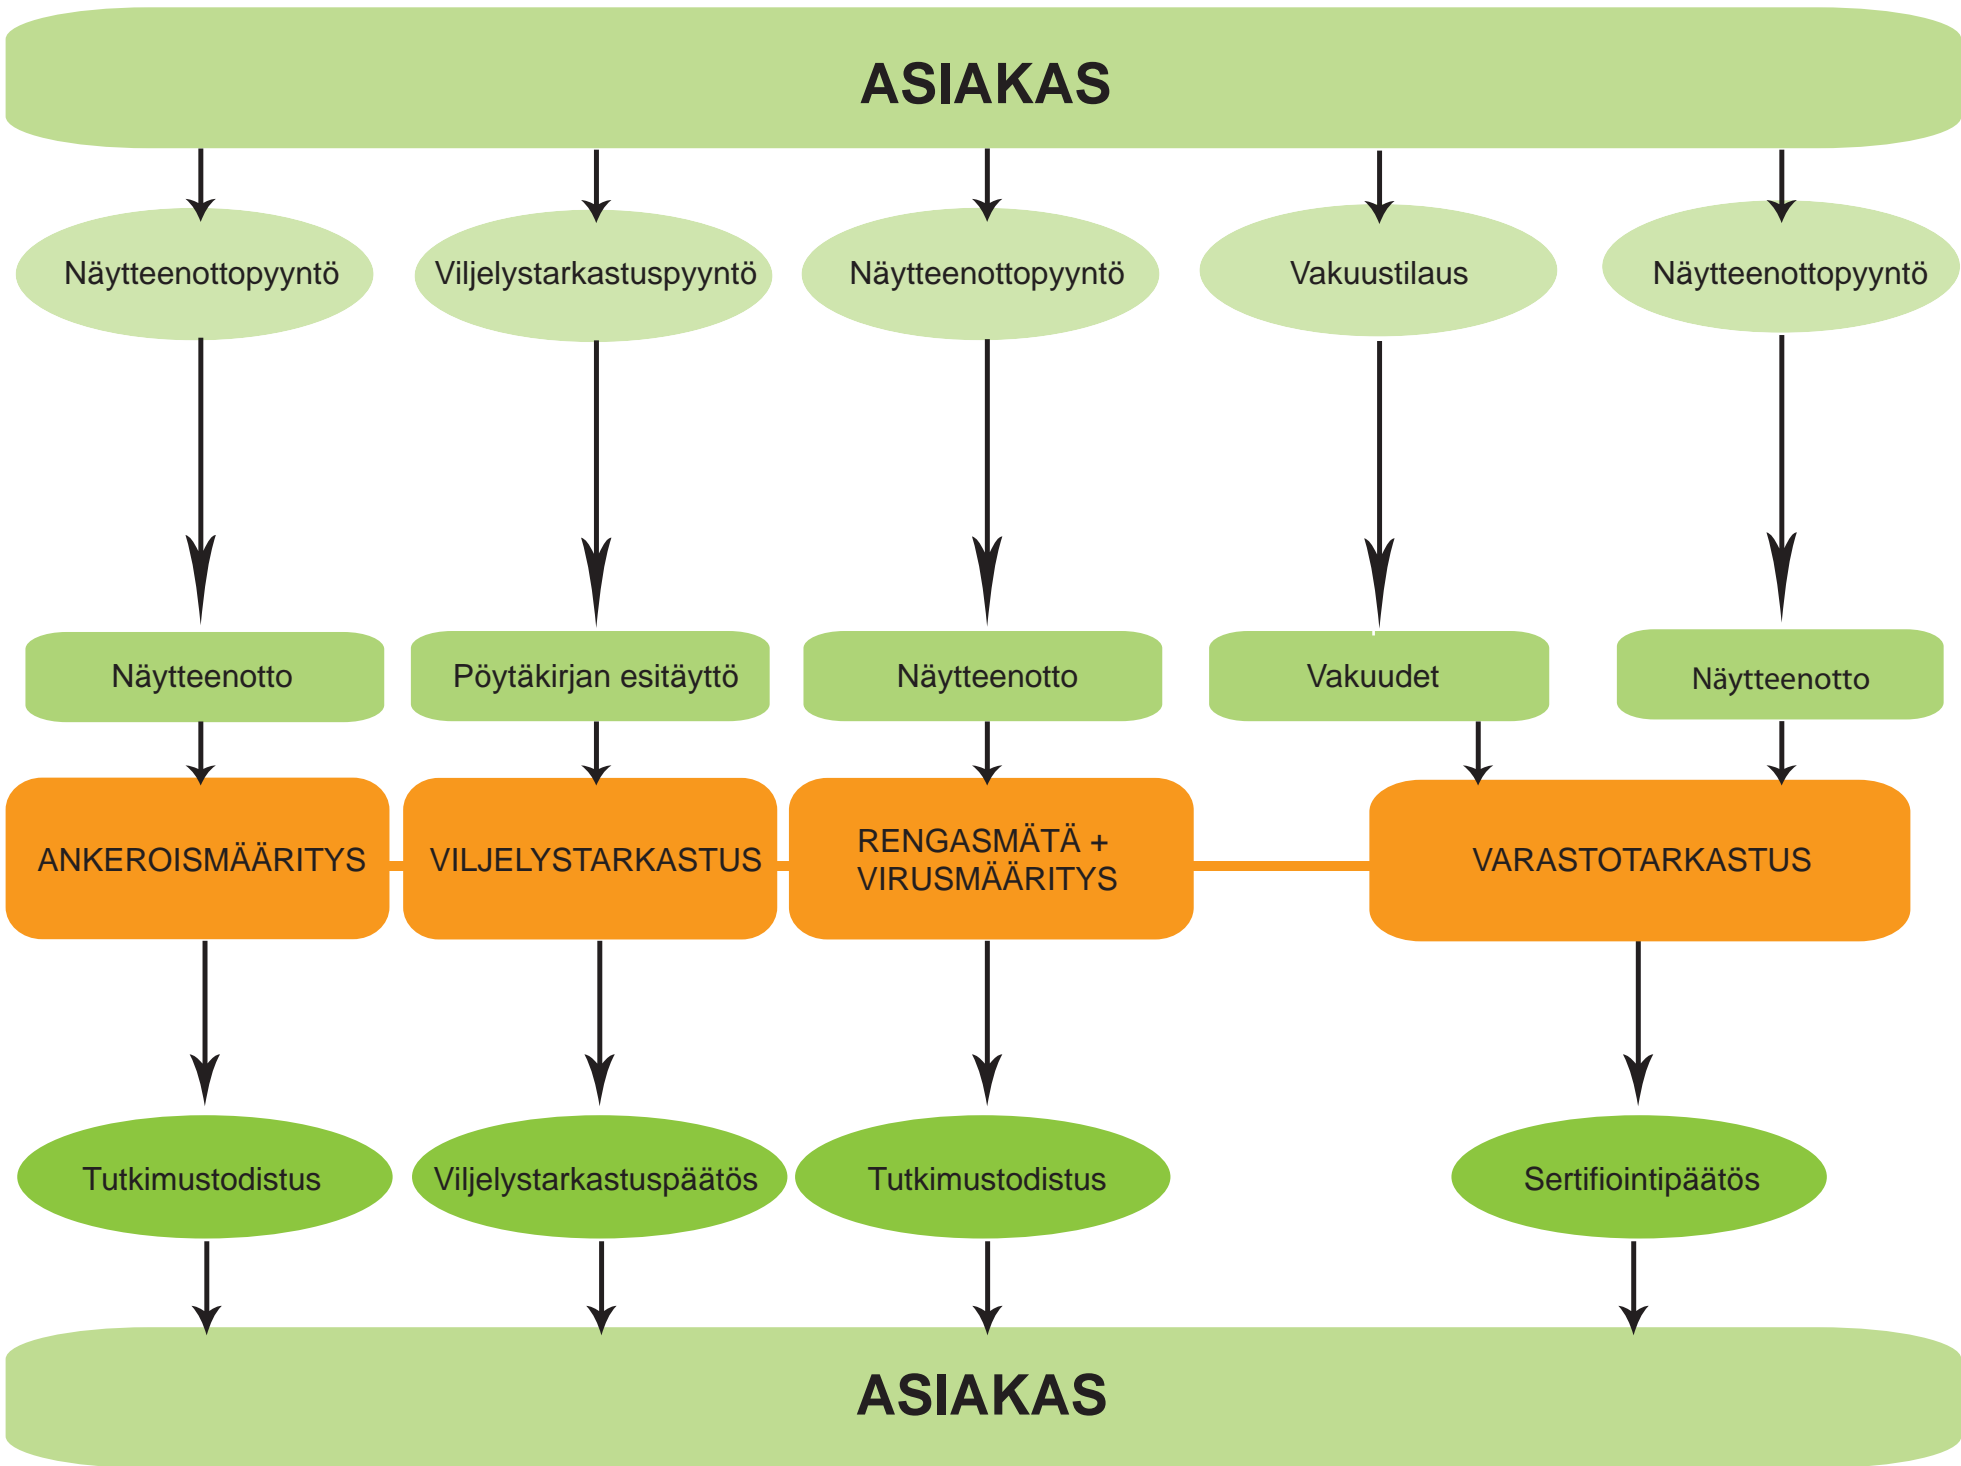 ASIAKAS
Näytteenottopyyntö
Viljelystarkastuspyyntö
Näytteenottopyyntö
Vakuustilaus
Näytteenottopyyntö
Näytteenotto
Pöytäkirjan esitäyttö
Näytteenotto
Vakuudet
Näytteenotto
ANKEROISMÄÄRITYS
VILJELYSTARKASTUS
RENGASMÄTÄ +
VIRUSMÄÄRITYS
VARASTOTARKASTUS
Tutkimustodistus
Viljelystarkastuspäätös
Tutkimustodistus
Sertifiointipäätös
ASIAKAS